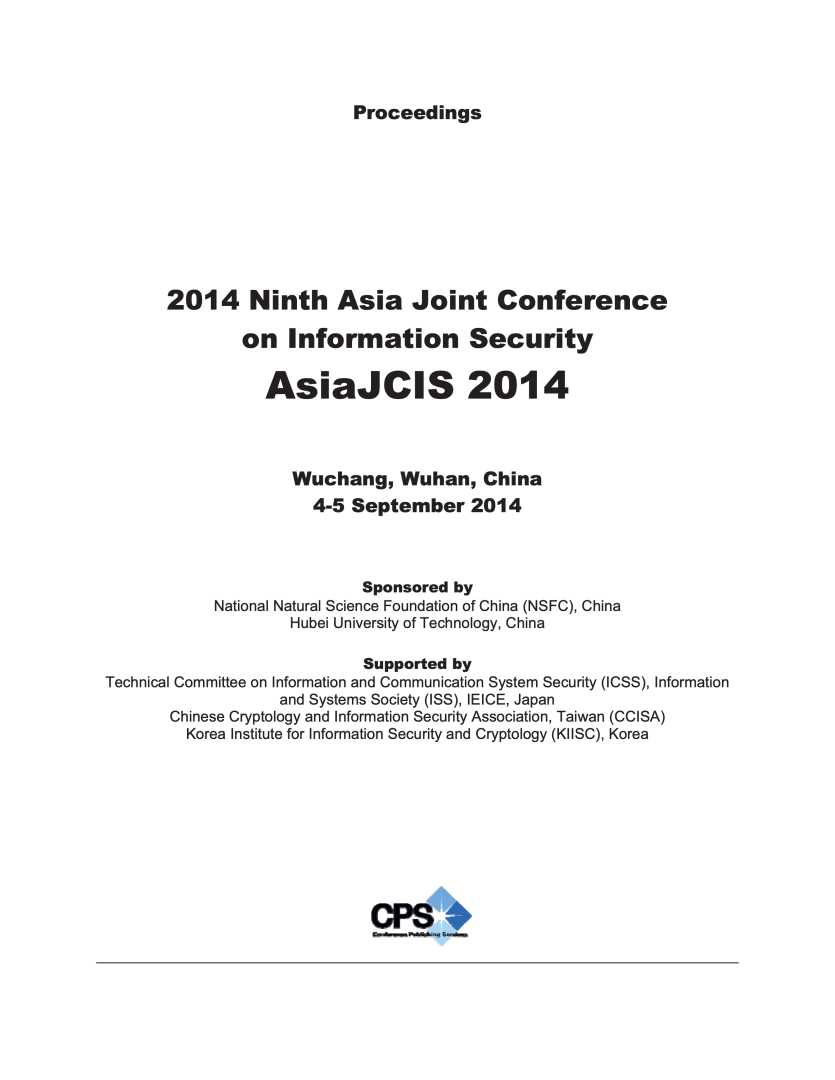 Proceedings
2014 Ninth Asia Joint Conference
on Information Security
AsiaJCIS 2014
Wuchang, Wuhan, China
4-5 September 2014
Sponsored by
National Natural Science Foundation of China (NSFC), China
Hubei University of Technology, China
Supported by
Technical Committee on Information and Communication System Security (ICSS), Information
and Systems Society (ISS), IEICE, Japan
Chinese Cryptology and Information Security Association, Taiwan (CCISA)
Korea Institute for Information Security and Cryptology (KIISC), Korea
CPS
Conference Publishing Services